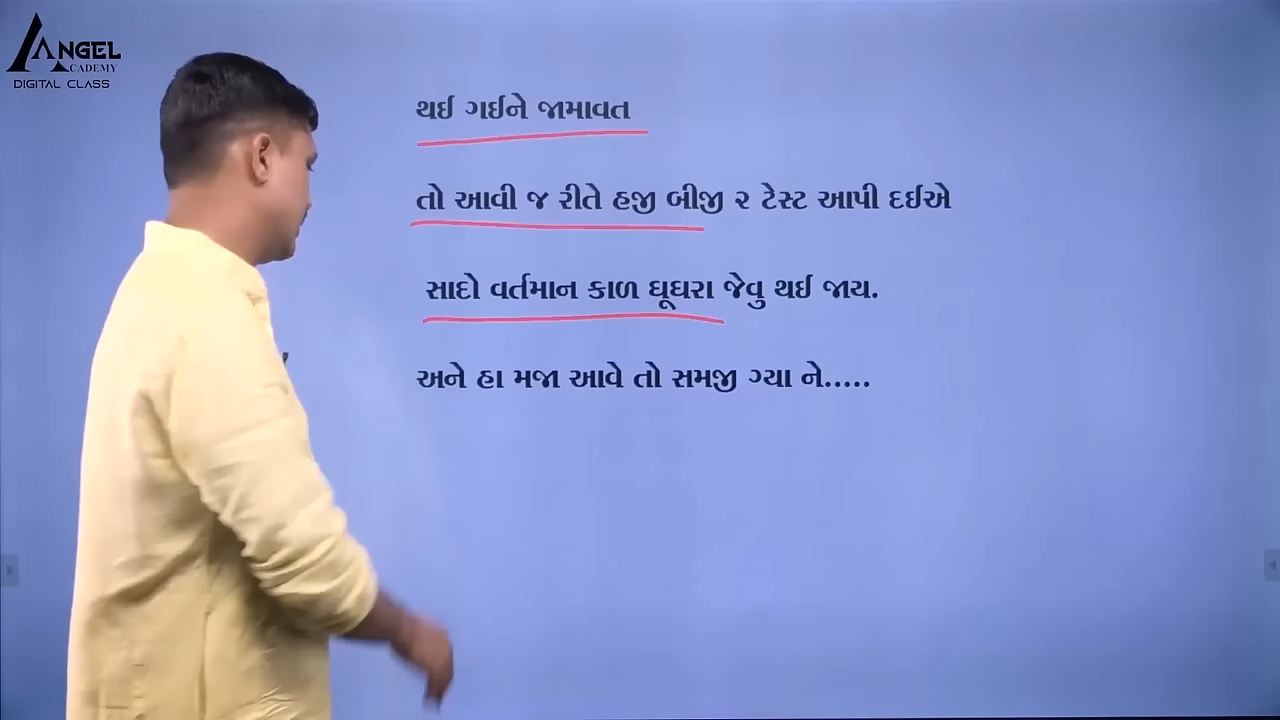 ANGEL
ACADEMY
DIGITAL CLASS
થઈ ગઈને જામાવત
તો આવી જ રીતે હજી બીજી ૨ ટેસ્ટ આપી દઈએ
સાદો વર્તમાન કાળ ઘૂઘરા જેવુ થઈ જાય.
અને હા મજા આવે તો સમજી ગ્યા ને.....